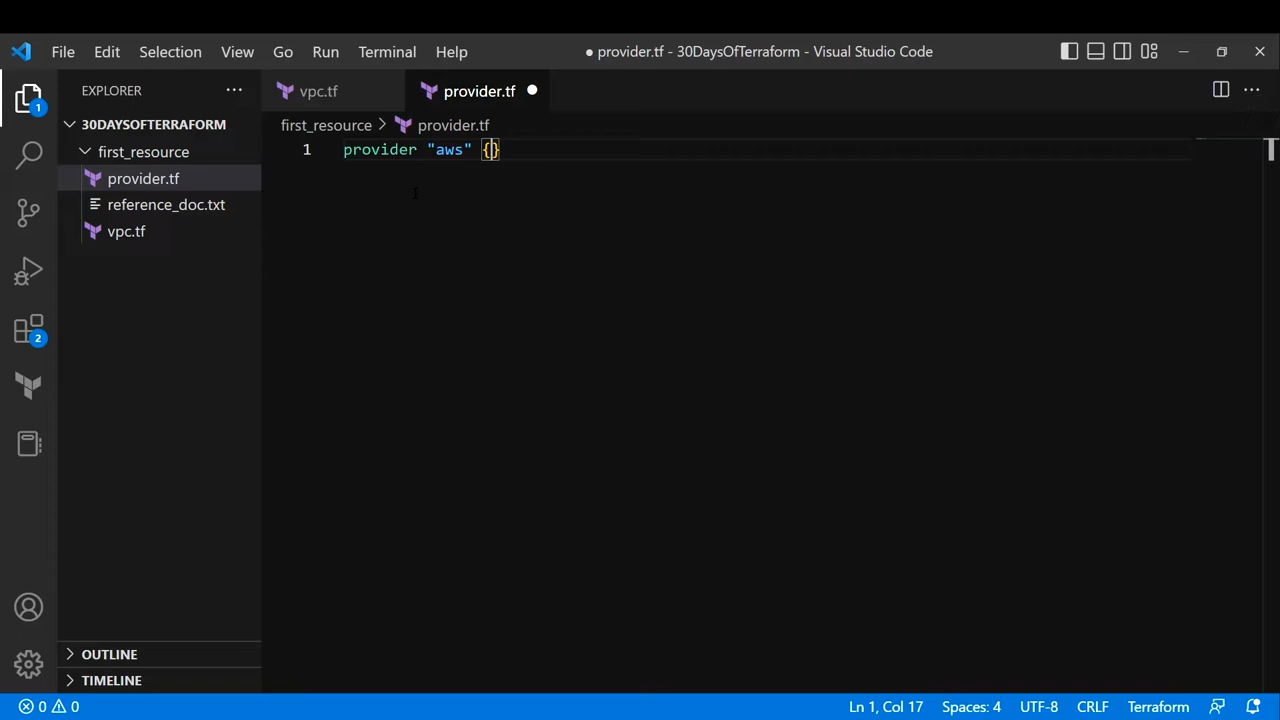 File Edit Selection View Go Run Terminal Help
● provider.tf - 30DaysOfTerraform - Visual Studio Code
1
EXPLORER ···
vpc.tf
provider.tf ●
30DAYSOFTERRAFORM
first_resource > provider.tf
first_resource
1 provider "aws" {}
provider.tf
reference_doc.txt
vpc.tf
2
OUTLINE
TIMELINE
0 0
Ln 1, Col 17 Spaces: 4 UTF-8 CRLF Terraform